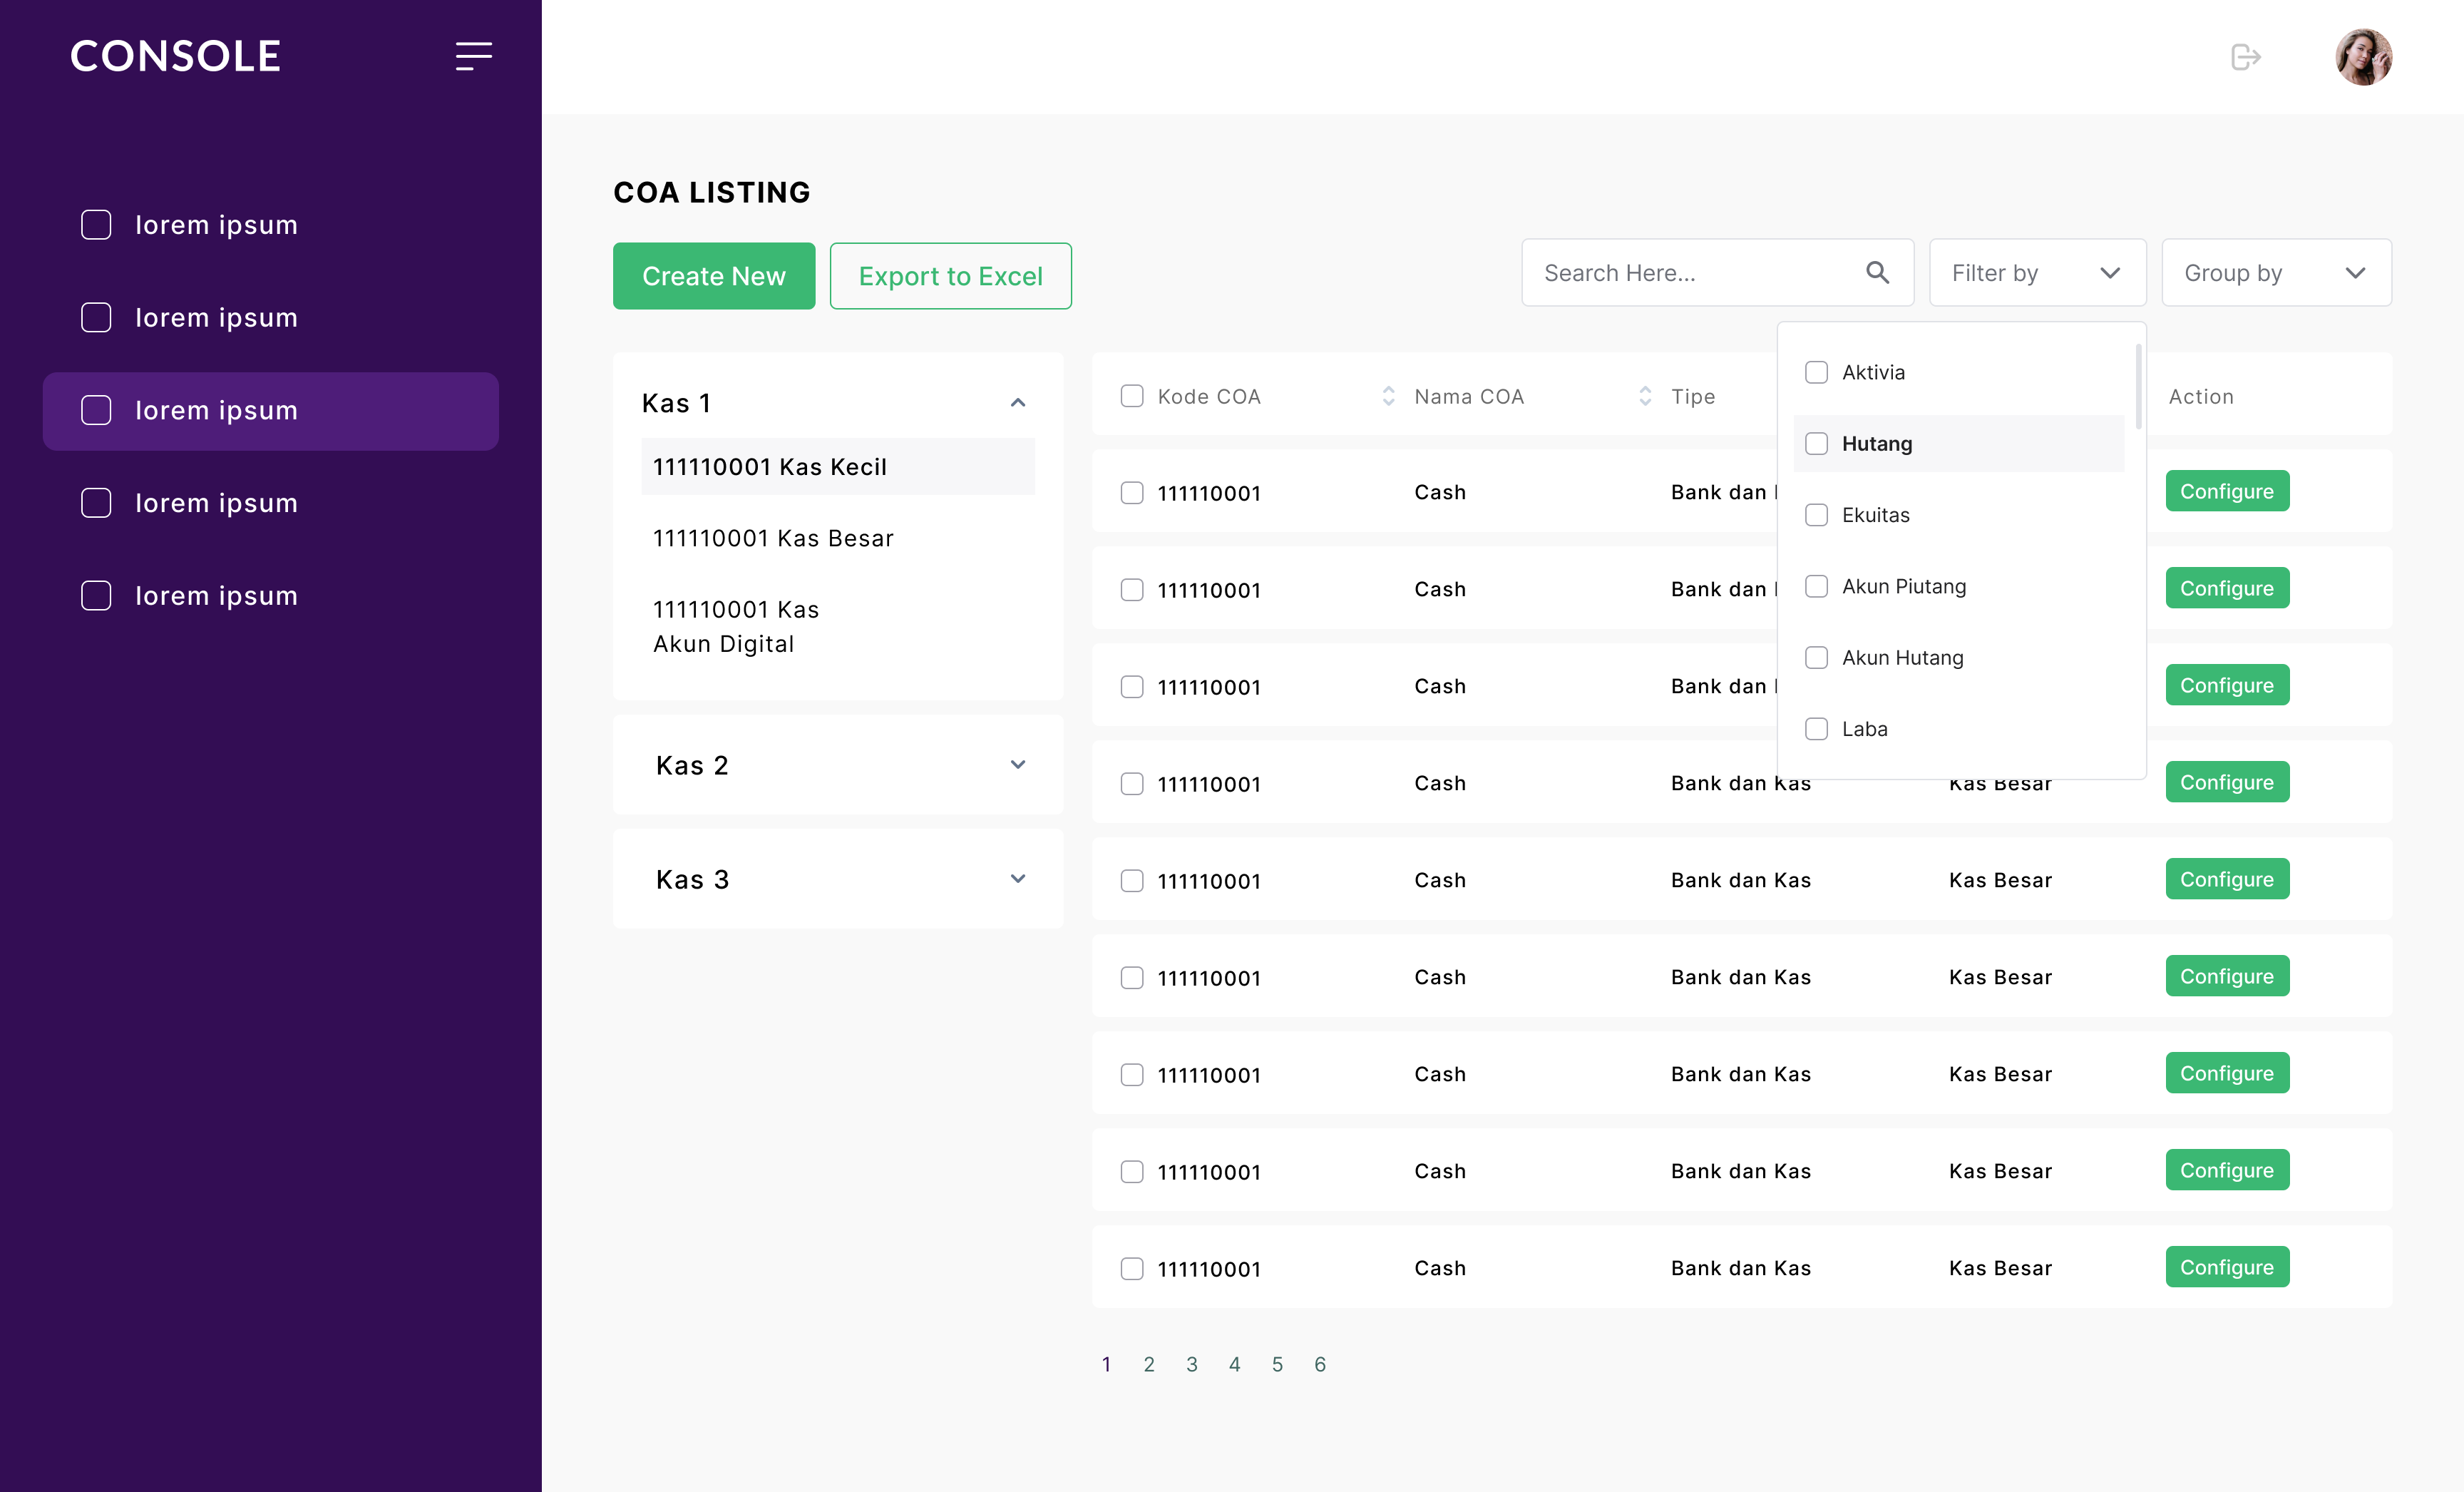 CONSOLE
lorem ipsum
lorem ipsum
lorem ipsum
lorem ipsum
lorem ipsum
COA LISTING
Create New
Export to Excel
Search Here...
Filter by
Group by
Aktivia
Hutang
Ekuitas
Akun Piutang
Akun Hutang
Laba
Kas 1
111110001 Kas Kecil
111110001 Kas Besar
111110001 Kas
Akun Digital
Kas 2
Kas 3
Kode COA Nama COA Tipe Action
111110001 Cash Bank dan Configure
111110001 Cash Bank dan Configure
111110001 Cash Bank dan Configure
111110001 Cash Bank dan Kas Kas Besar Configure
111110001 Cash Bank dan Kas Kas Besar Configure
111110001 Cash Bank dan Kas Kas Besar Configure
111110001 Cash Bank dan Kas Kas Besar Configure
111110001 Cash Bank dan Kas Kas Besar Configure
111110001 Cash Bank dan Kas Kas Besar Configure
1 2 3 4 5 6